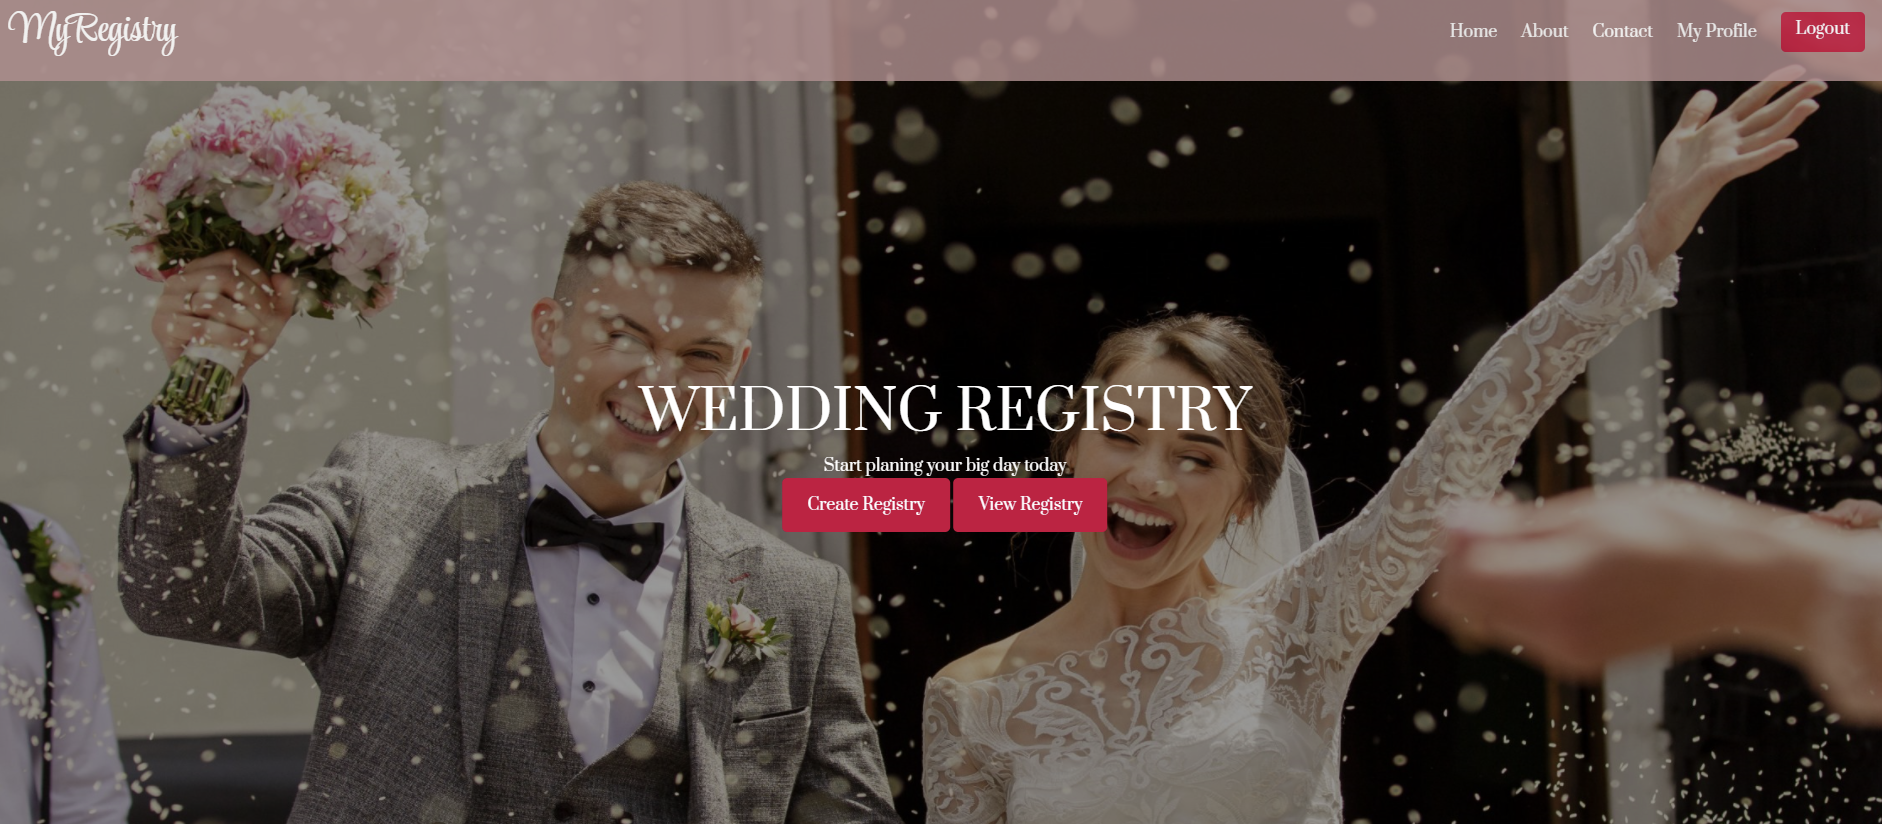 MyRegistry
Home About Contact My Profile Logout
WEDDING REGISTRY
Start planing your big day today
Create Registry View Registry